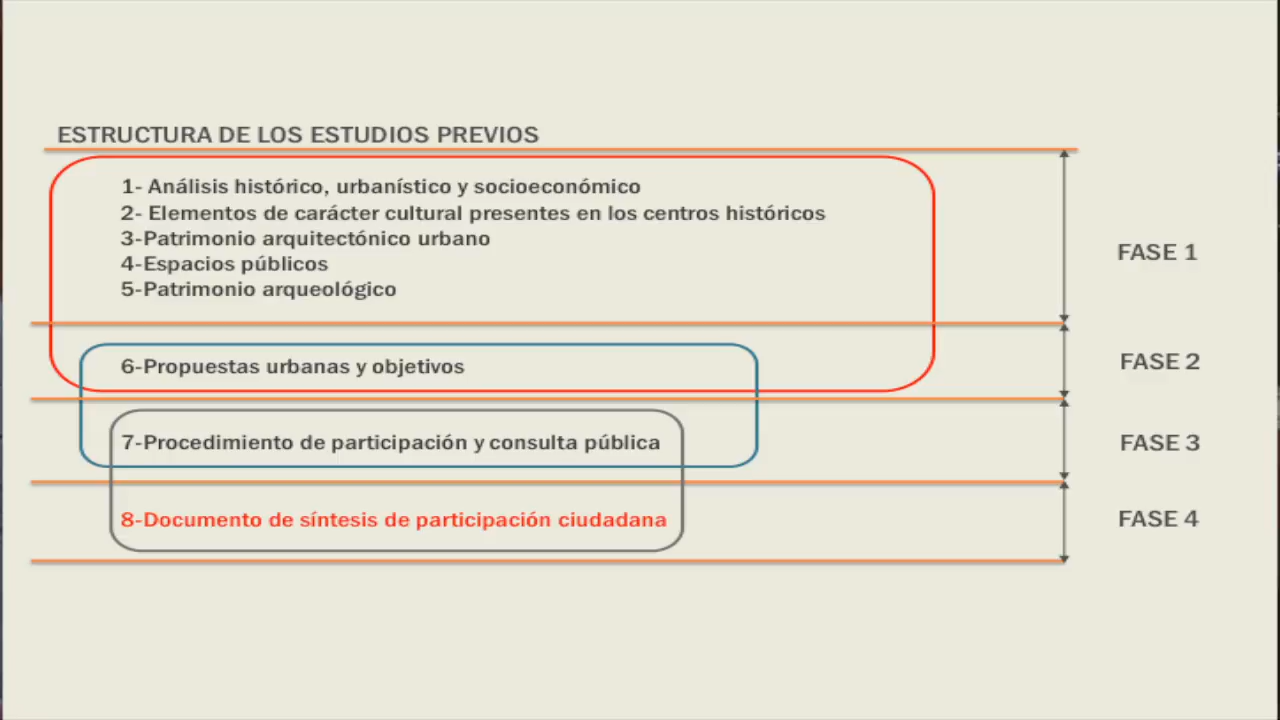 ESTRUCTURA DE LOS ESTUDIOS PREVIOS
1- Análisis histórico, urbanístico y socioeconómico
2- Elementos de carácter cultural presentes en los centros históricos
3-Patrimonio arquitectónico urbano
4-Espacios públicos
5-Patrimonio arqueológico
FASE 1
6-Propuestas urbanas y objetivos
FASE 2
7-Procedimiento de participación y consulta pública
FASE 3
8-Documento de síntesis de participación ciudadana
FASE 4